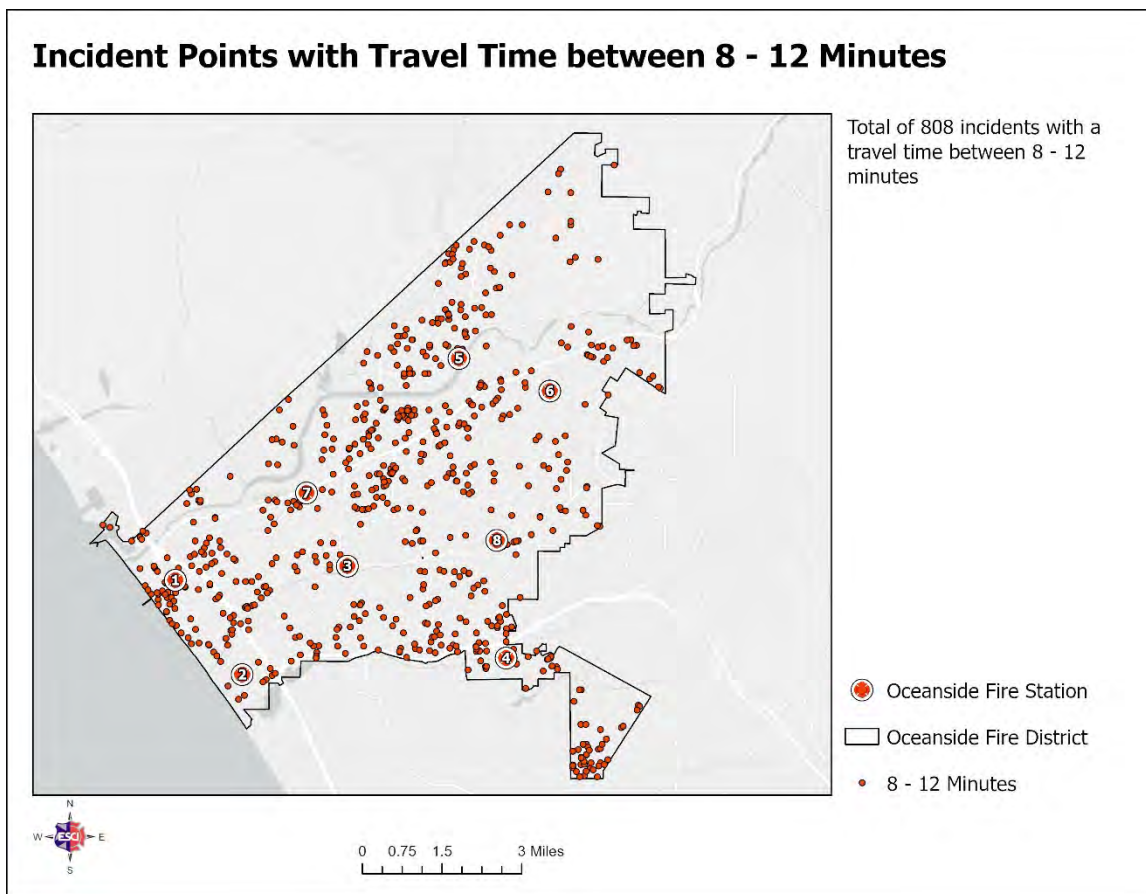 Incident Points with Travel Time between 8 - 12 Minutes
Total of 808 incidents with a
travel time between 8 - 12
minutes
5
6
7
8
3
1
4
2
Oceanside Fire Station
Oceanside Fire District
8 - 12 Minutes
N
W ESCI E
S
0 0.75 1.5 3 Miles